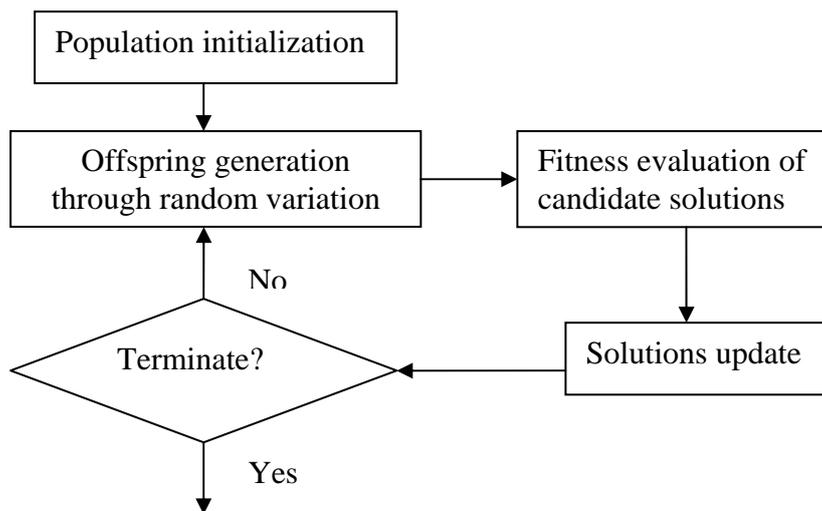 Population initialization
Offspring generation
through random variation
Fitness evaluation of
candidate solutions
No
Terminate?
Solutions update
Yes